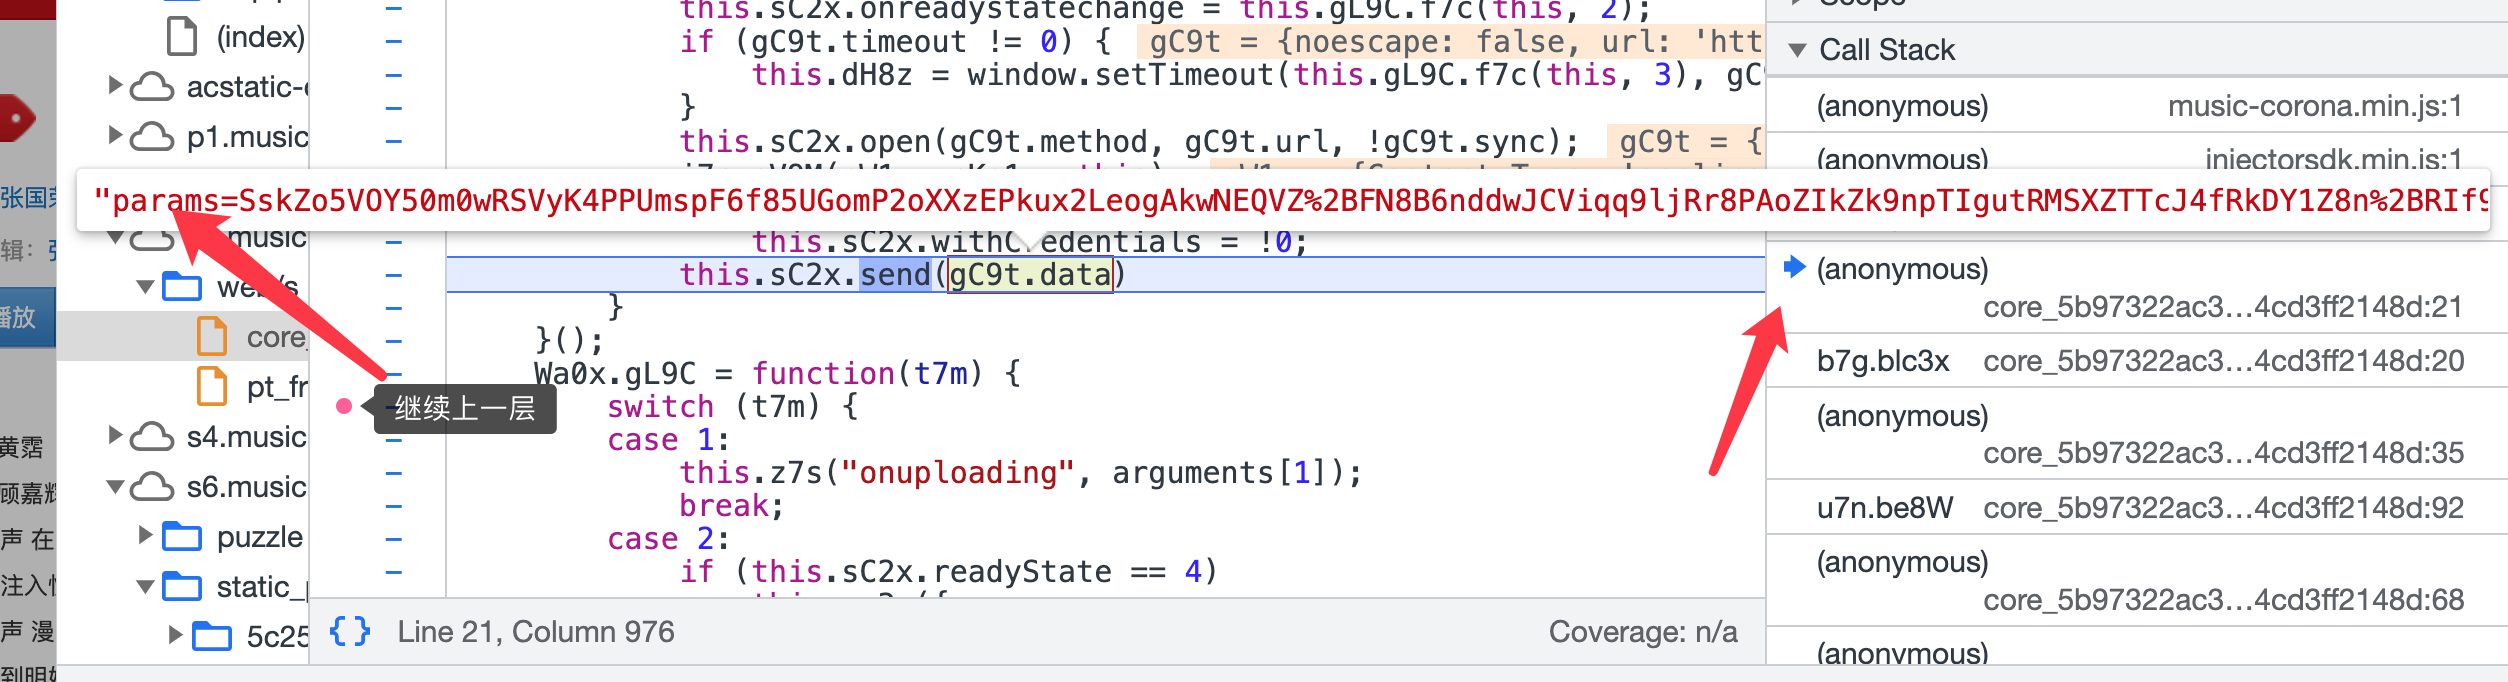 this.sC2x.onreadystatechange = this.gL9C.f7c(this, 2);
(index)
if (gC9t.timeout != 0) { gC9t = {noescape: false, url: 'htt
this.dH8z = window.setTimeout(this.gL9C.f7c(this, 3), gC
acstatic-
}
p1.music
this.sC2x.open(gC9t.method, gC9t.url, !gC9t.sync); gC9t = {
"params=SskZo5VOY50m0wRSVyK4PPUmspF6f85UGomP2oXXzEPkux2LeogAkwNEQVZ%2BFN8B6nddwJCViqq9ljRr8PAoZIkZk9npTIgutRMSXZTTcJ4fRkDY1Z8n%2BRIf9
张国荣
辑：
播放
黄霑
顾嘉辉
声 在
注入
声 漫
到明
.music
this.sC2x.withCredentials = !0;
this.sC2x.send(gC9t.data)
web/s
}
core_
}();
Wa0x.gL9C = function(t7m) {
pt_fr
继续上一层
switch (t7m) {
case 1:
s4.music
this.z7s("onuploading", arguments[1]);
s6.music
break;
case 2:
puzzle
if (this.sC2x.readyState == 4)
static_
5c25
{} Line 21, Column 976
Coverage: n/a
Scope
Call Stack
(anonymous) music-corona.min.js:1
(anonymous) injectorsdk.min.js:1
(anonymous)
core_5b97322ac3…4cd3ff2148d:21
b7g.blc3x core_5b97322ac3…4cd3ff2148d:20
(anonymous)
core_5b97322ac3…4cd3ff2148d:35
u7n.be8W core_5b97322ac3…4cd3ff2148d:92
(anonymous)
core_5b97322ac3…4cd3ff2148d:68
(anonymous)